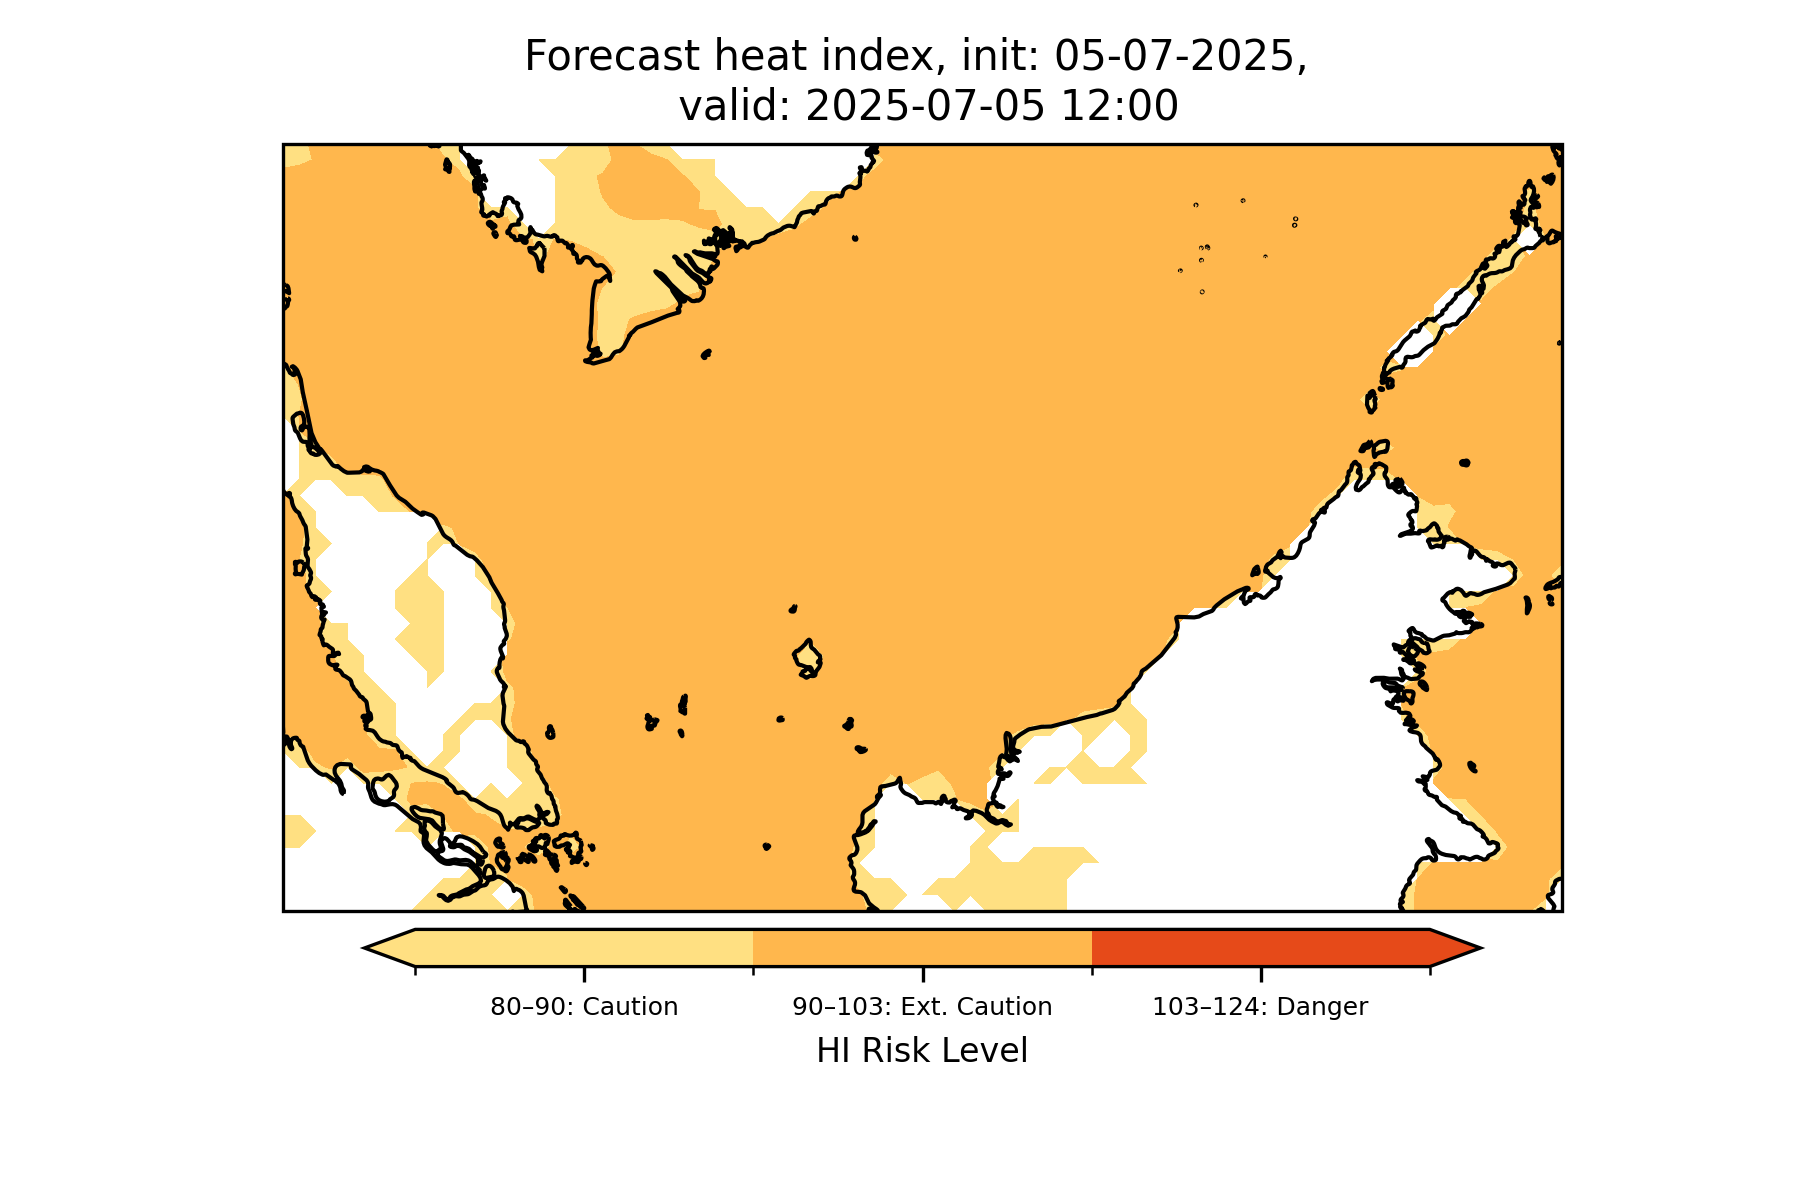 Forecast heat index, init: 05-07-2025,
valid: 2025-07-05 12:00
80–90: Caution
90–103: Ext. Caution
103–124: Danger
HI Risk Level